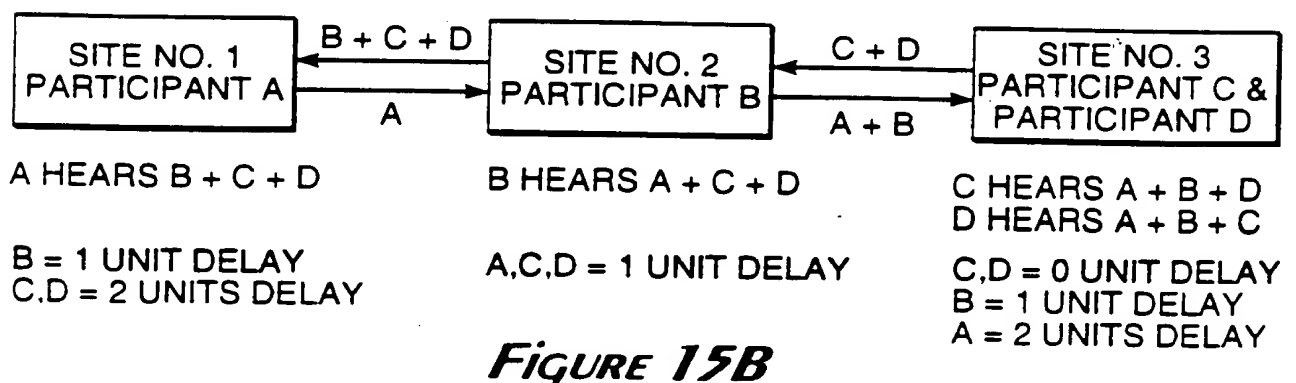 SITE NO. 1
PARTICIPANT A
B + C + D
A
SITE NO. 2
PARTICIPANT B
C + D
A + B
SITE NO. 3
PARTICIPANT C &
PARTICIPANT D
A HEARS B + C + D
B = 1 UNIT DELAY
C,D = 2 UNITS DELAY
B HEARS A + C + D
A,C,D = 1 UNIT DELAY
C HEARS A + B + D
D HEARS A + B + C
C,D = 0 UNIT DELAY
B = 1 UNIT DELAY
A = 2 UNITS DELAY
FIGURE 15B